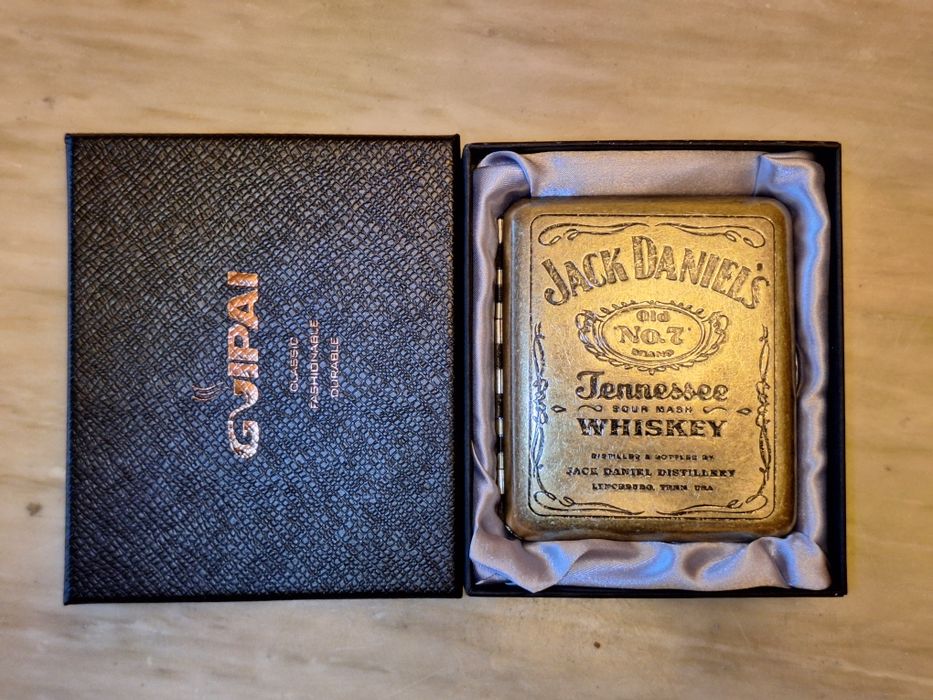 GUIPAI
CLASSIC
FASHIONABLE
DURABLE
JACK DANIEL'S
Old
No. 7
BRAND
Tennessee
SOUR MASH
WHISKEY
DISTILLED & BOTTLED BY
JACK DANIEL DISTILLERY
LYNCHBURG, TENN USA